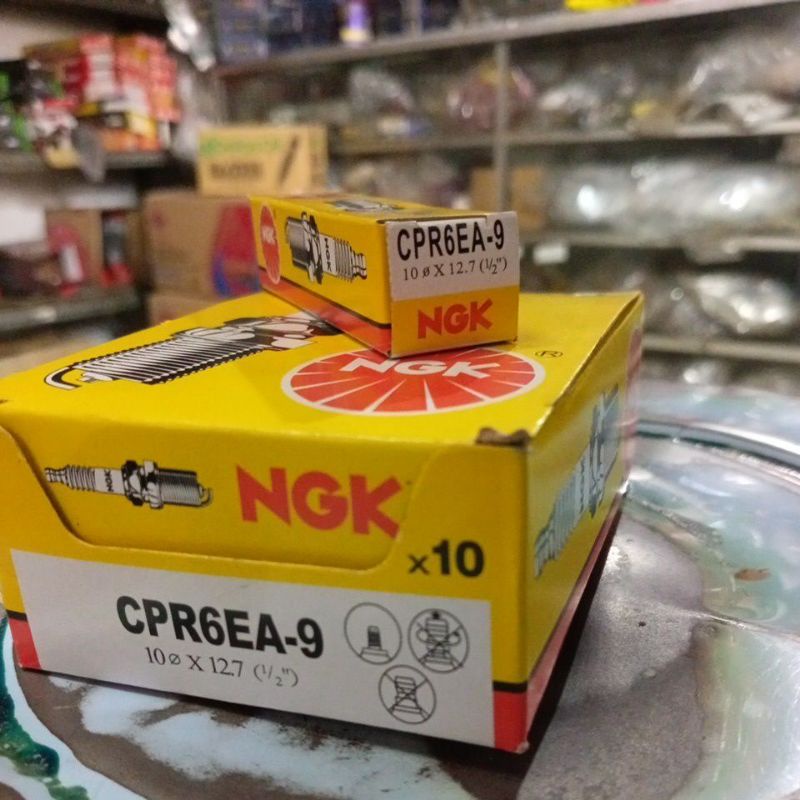 CPR6EA-9
10 ø X 12.7 (1/2")
NGK
NGK
NGK
®
NGK
NGK
x10
CPR6EA-9
10 ø X 12.7 (1/2")